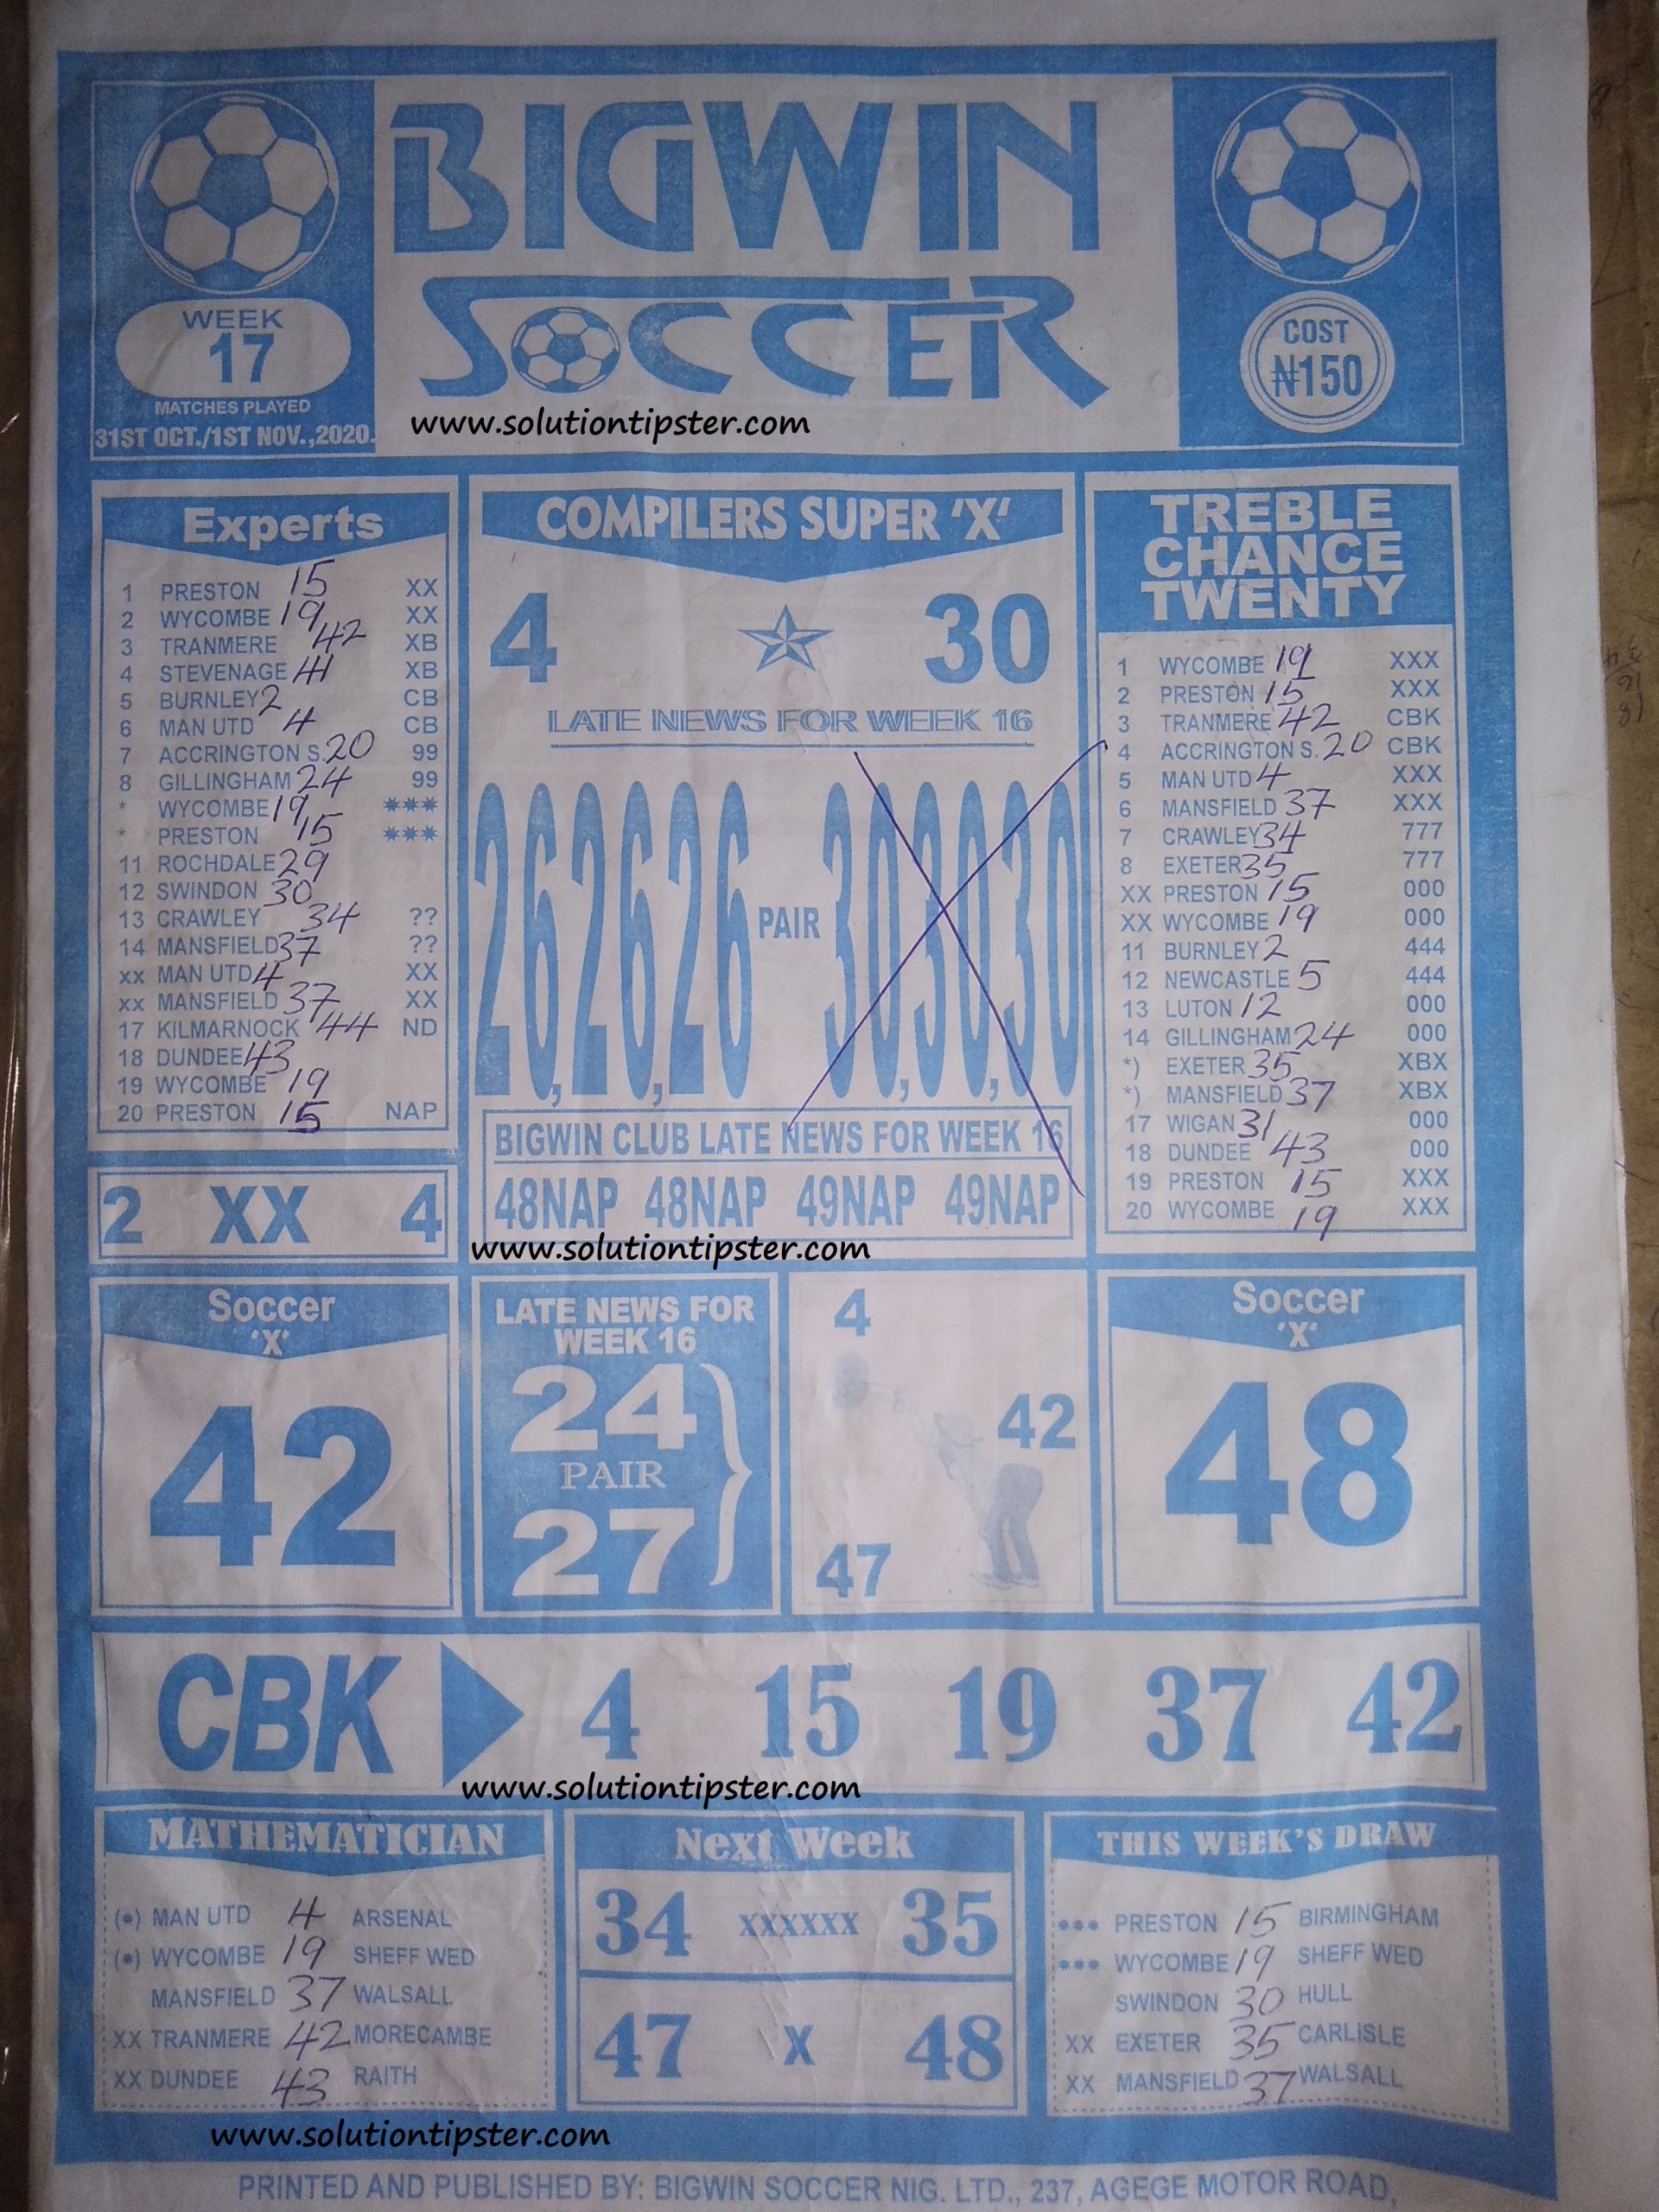 BIGWIN
SOCCER
WEEK
17
MATCHES PLAYED
31ST OCT./1ST NOV.,2020.
COST
₦150
www.solutiontipster.com
Experts
1 PRESTON 15 XX
2 WYCOMBE 19 XX
3 TRANMERE 42 XB
4 STEVENAGE 41 XB
5 BURNLEY 2 CB
6 MAN UTD 4 CB
7 ACCRINGTON S. 20 99
8 GILLINGHAM 24 99
* WYCOMBE 19 ***
* PRESTON 15 ***
11 ROCHDALE 29
12 SWINDON 30
13 CRAWLEY 34 ??
14 MANSFIELD 37 ??
xx MAN UTD 4 XX
xx MANSFIELD 37 XX
17 KILMARNOCK 44 ND
18 DUNDEE 43
19 WYCOMBE 19
20 PRESTON 15 NAP
2 XX 4
COMPILERS SUPER 'X'
4 30
LATE NEWS FOR WEEK 16
26,26,26 PAIR 30,30,30
BIGWIN CLUB LATE NEWS FOR WEEK 16
48NAP 48NAP 49NAP 49NAP
www.solutiontipster.com
TREBLE
CHANCE
TWENTY
1 WYCOMBE 19 XXX
2 PRESTON 15 XXX
3 TRANMERE 42 CBK
4 ACCRINGTON S. 20 CBK
5 MAN UTD 4 XXX
6 MANSFIELD 37 XXX
7 CRAWLEY 34 777
8 EXETER 35 777
XX PRESTON 15 000
XX WYCOMBE 19 000
11 BURNLEY 2 444
12 NEWCASTLE 5 444
13 LUTON 12 000
14 GILLINGHAM 24 000
*) EXETER 35 XBX
*) MANSFIELD 37 XBX
17 WIGAN 31 000
18 DUNDEE 43 000
19 PRESTON 15 XXX
20 WYCOMBE 19 XXX
Soccer
'X'
42
LATE NEWS FOR
WEEK 16
24
PAIR
27
4
42
47
Soccer
'X'
48
CBK 4 15 19 37 42
www.solutiontipster.com
MATHEMATICIAN
(*) MAN UTD 4 ARSENAL
(*) WYCOMBE 19 SHEFF WED
MANSFIELD 37 WALSALL
XX TRANMERE 42 MORECAMBE
XX DUNDEE 43 RAITH
Next Week
34 XXXXXX 35
47 X 48
THIS WEEK'S DRAW
*** PRESTON 15 BIRMINGHAM
*** WYCOMBE 19 SHEFF WED
SWINDON 30 HULL
XX EXETER 35 CARLISLE
XX MANSFIELD 37 WALSALL
www.solutiontipster.com
PRINTED AND PUBLISHED BY: BIGWIN SOCCER NIG. LTD., 237, AGEGE MOTOR ROAD,